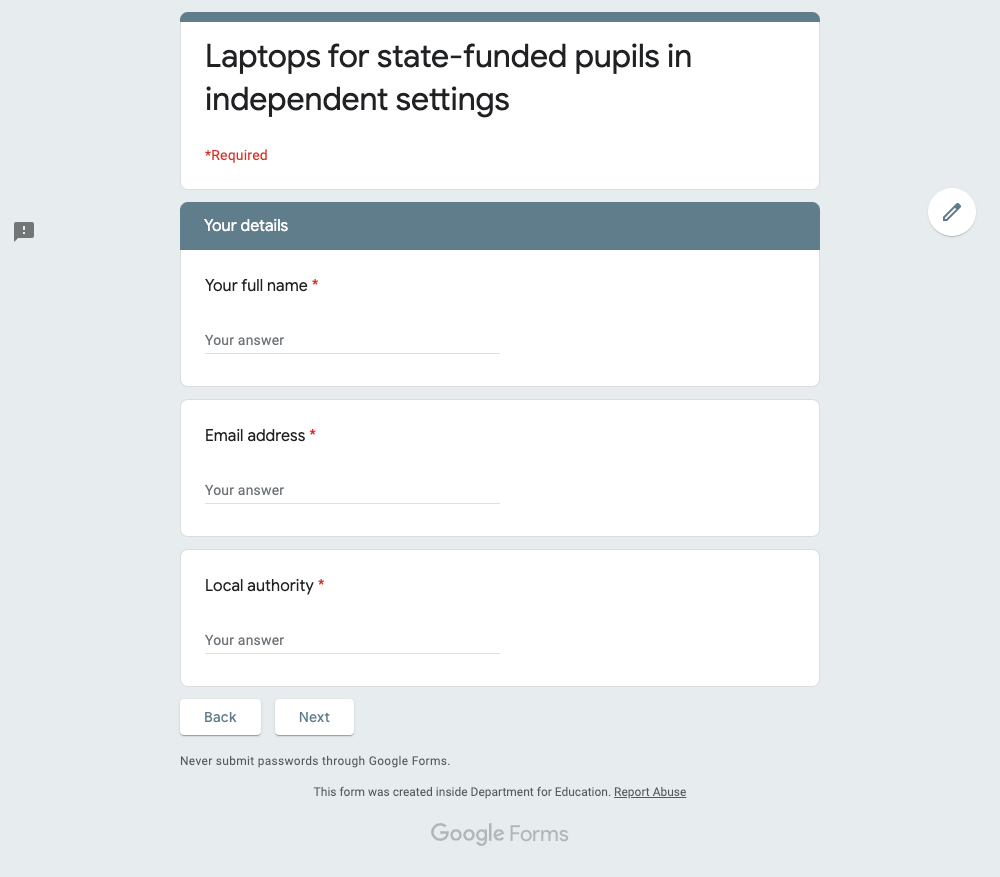 Laptops for state-funded pupils in
independent settings
*Required
Your details
Your full name *
Your answer
Email address *
Your answer
Local authority *
Your answer
Back
Next
Never submit passwords through Google Forms.
This form was created inside Department for Education. Report Abuse
Google Forms